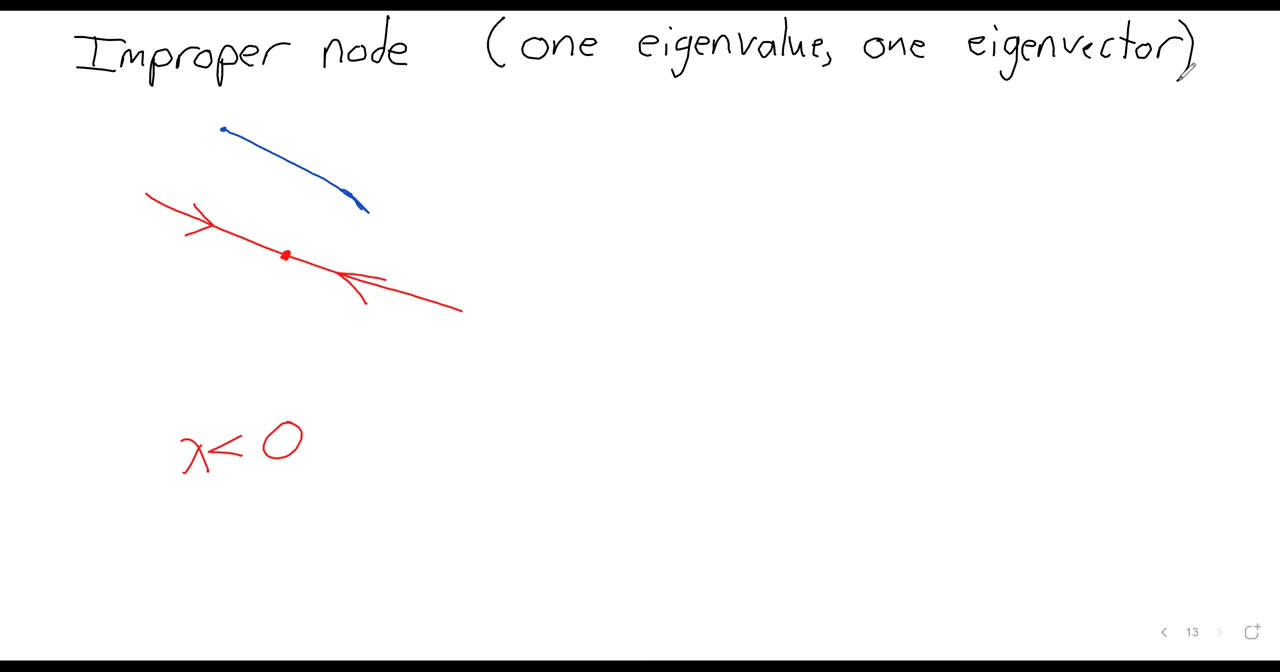 Improper node (one eigenvalue, one eigenvector)
λ < 0
13